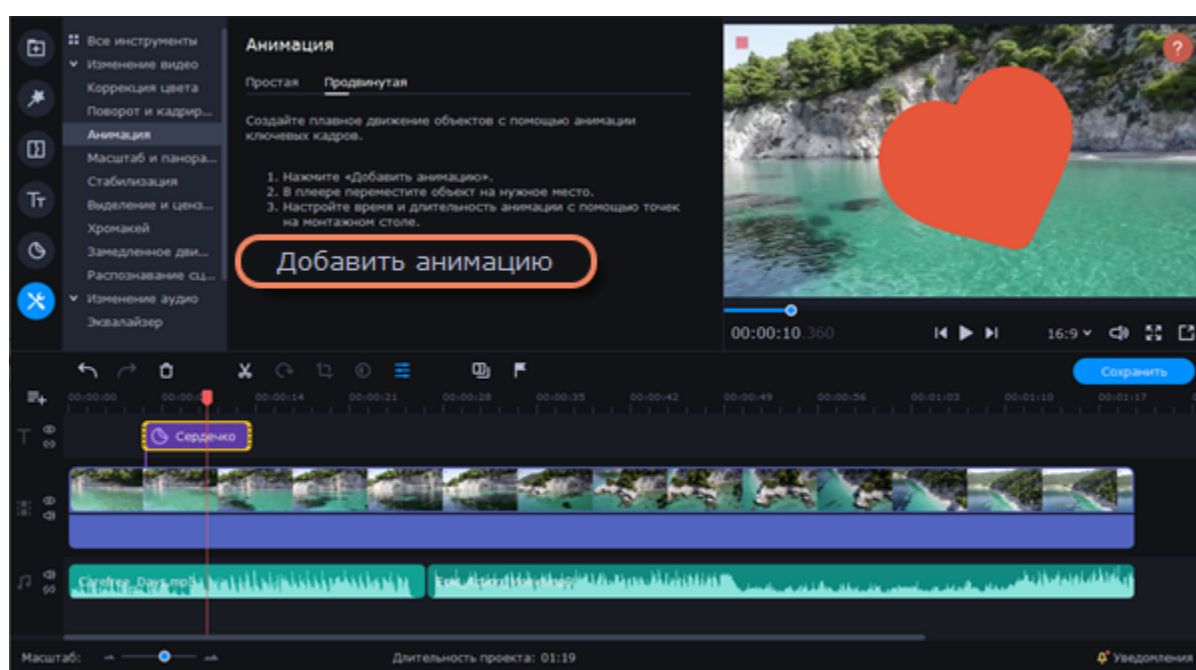 Все инструменты
Изменение видео
Коррекция цвета
Поворот и кадрир...
Анимация
Масштаб и панора...
Стабилизация
Выделение и ценз...
Хромакей
Замедленное дви...
Распознавание сц...
Изменение аудио
Эквалайзер
Анимация
Простая Продвинутая
Создайте плавное движение объектов с помощью анимации
ключевых кадров.
1. Нажмите «Добавить анимацию».
2. В плеере переместите объект на нужное место.
3. Настройте время и длительность анимации с помощью точек
на монтажном столе.
Добавить анимацию
?
00:00:10.360
16:9
Сохранить
00:00:00 00:00:14 00:00:21 00:00:28 00:00:35 00:00:42 00:00:49 00:00:56 00:01:03 00:01:10 00:01:17
Сердечко
Carefree_Days.mp3
Масштаб:
Длительность проекта: 01:19
Уведомления